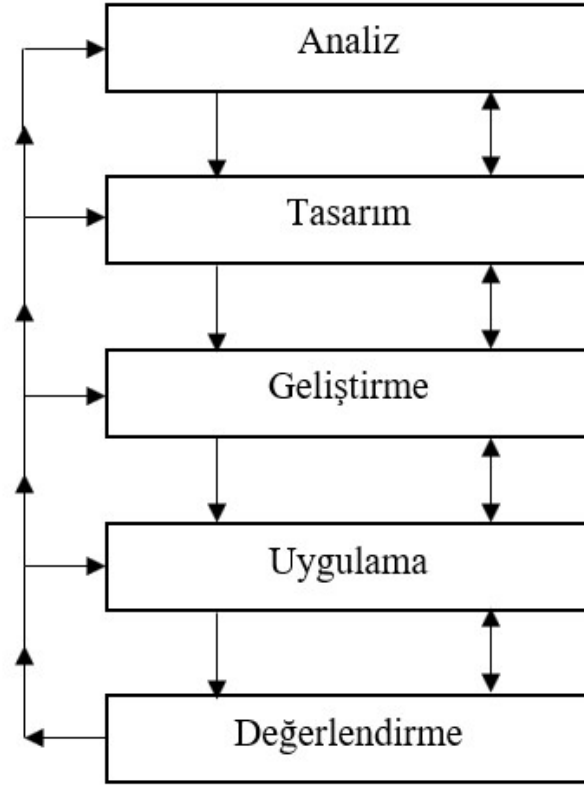 Analiz
Tasarım
Geliştirme
Uygulama
Değerlendirme